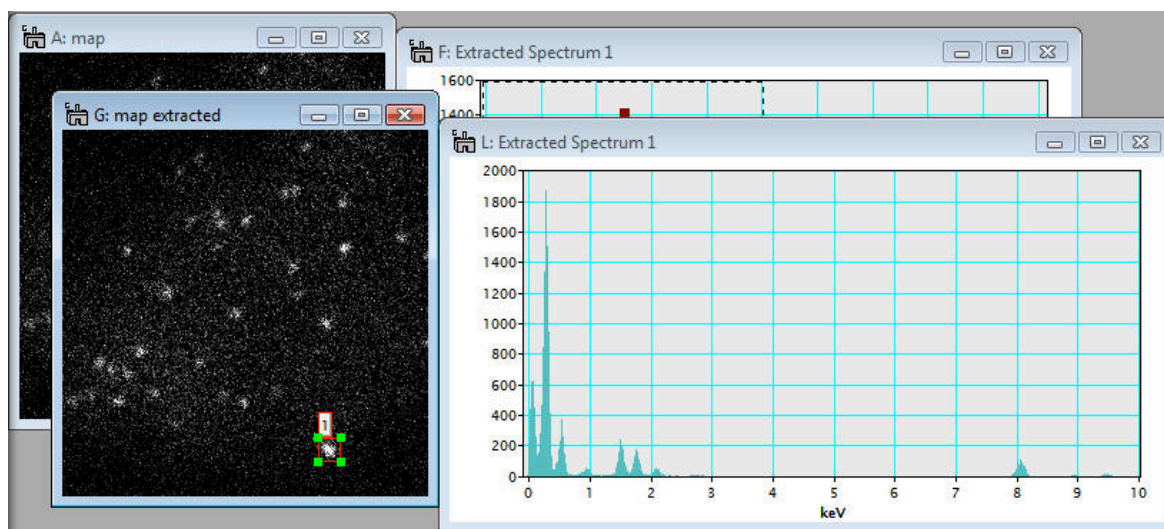 A: map
F: Extracted Spectrum 1
1600
1400
G: map extracted
1
L: Extracted Spectrum 1
2000
1800
1600
1400
1200
1000
800
600
400
200
0
0 1 2 3 4 5 6 7 8 9 10
keV